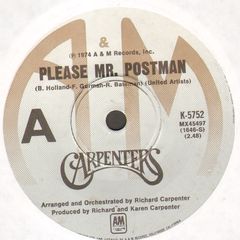 &
℗ 1974 A & M Records, Inc.
PLEASE MR. POSTMAN
(B. Holland-F. Gorman-R. Bateman) (United Artists)
A
K-5752
MX45497
(1646-S)
(2.48)
CARPENTERS
Arranged and Orchestrated by Richard Carpenter
Produced by Richard and Karen Carpenter
AM